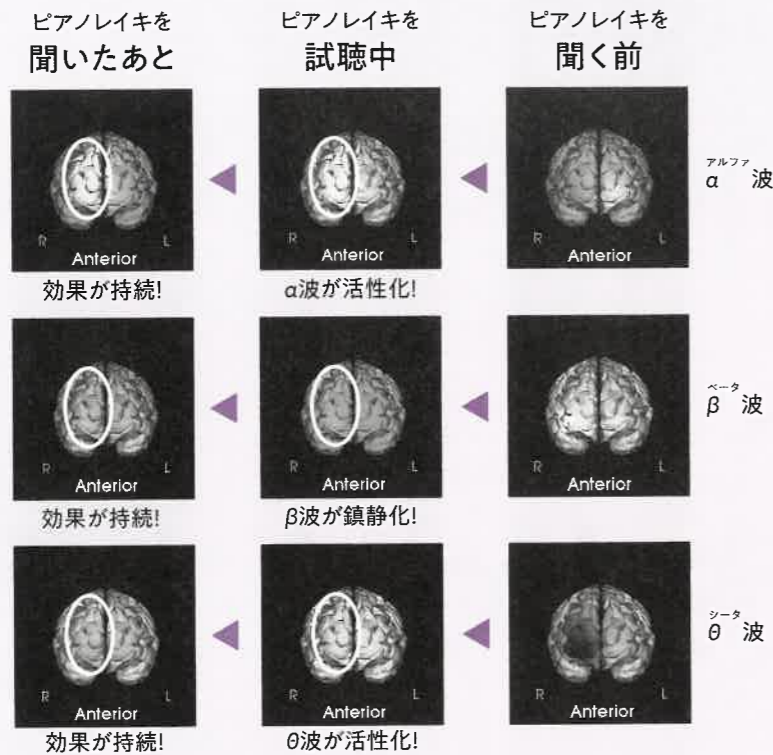 ピアノレイキを
聞いたあと
ピアノレイキを
試聴中
ピアノレイキを
聞く前
R
L
Anterior
効果が持続!
R
L
Anterior
α波が活性化!
R
L
Anterior
アルファ
α波
R
L
Anterior
効果が持続!
R
L
Anterior
β波が鎮静化!
R
L
Anterior
ベータ
β波
R
L
Anterior
効果が持続!
R
L
Anterior
θ波が活性化!
R
L
Anterior
シータ
θ波